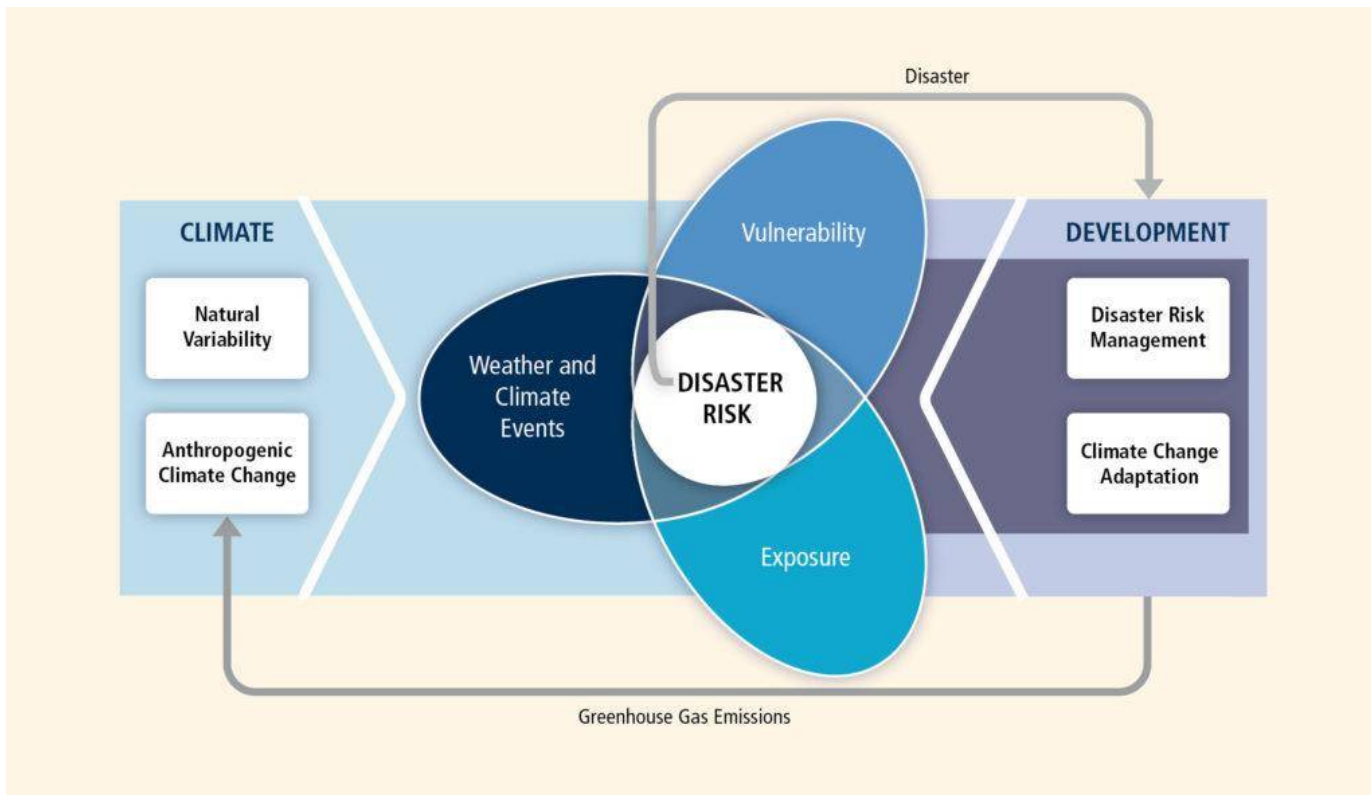 Disaster
CLIMATE
Natural
Variability
Anthropogenic
Climate Change
Weather and
Climate
Events
Vulnerability
DISASTER
RISK
Exposure
DEVELOPMENT
Disaster Risk
Management
Climate Change
Adaptation
Greenhouse Gas Emissions